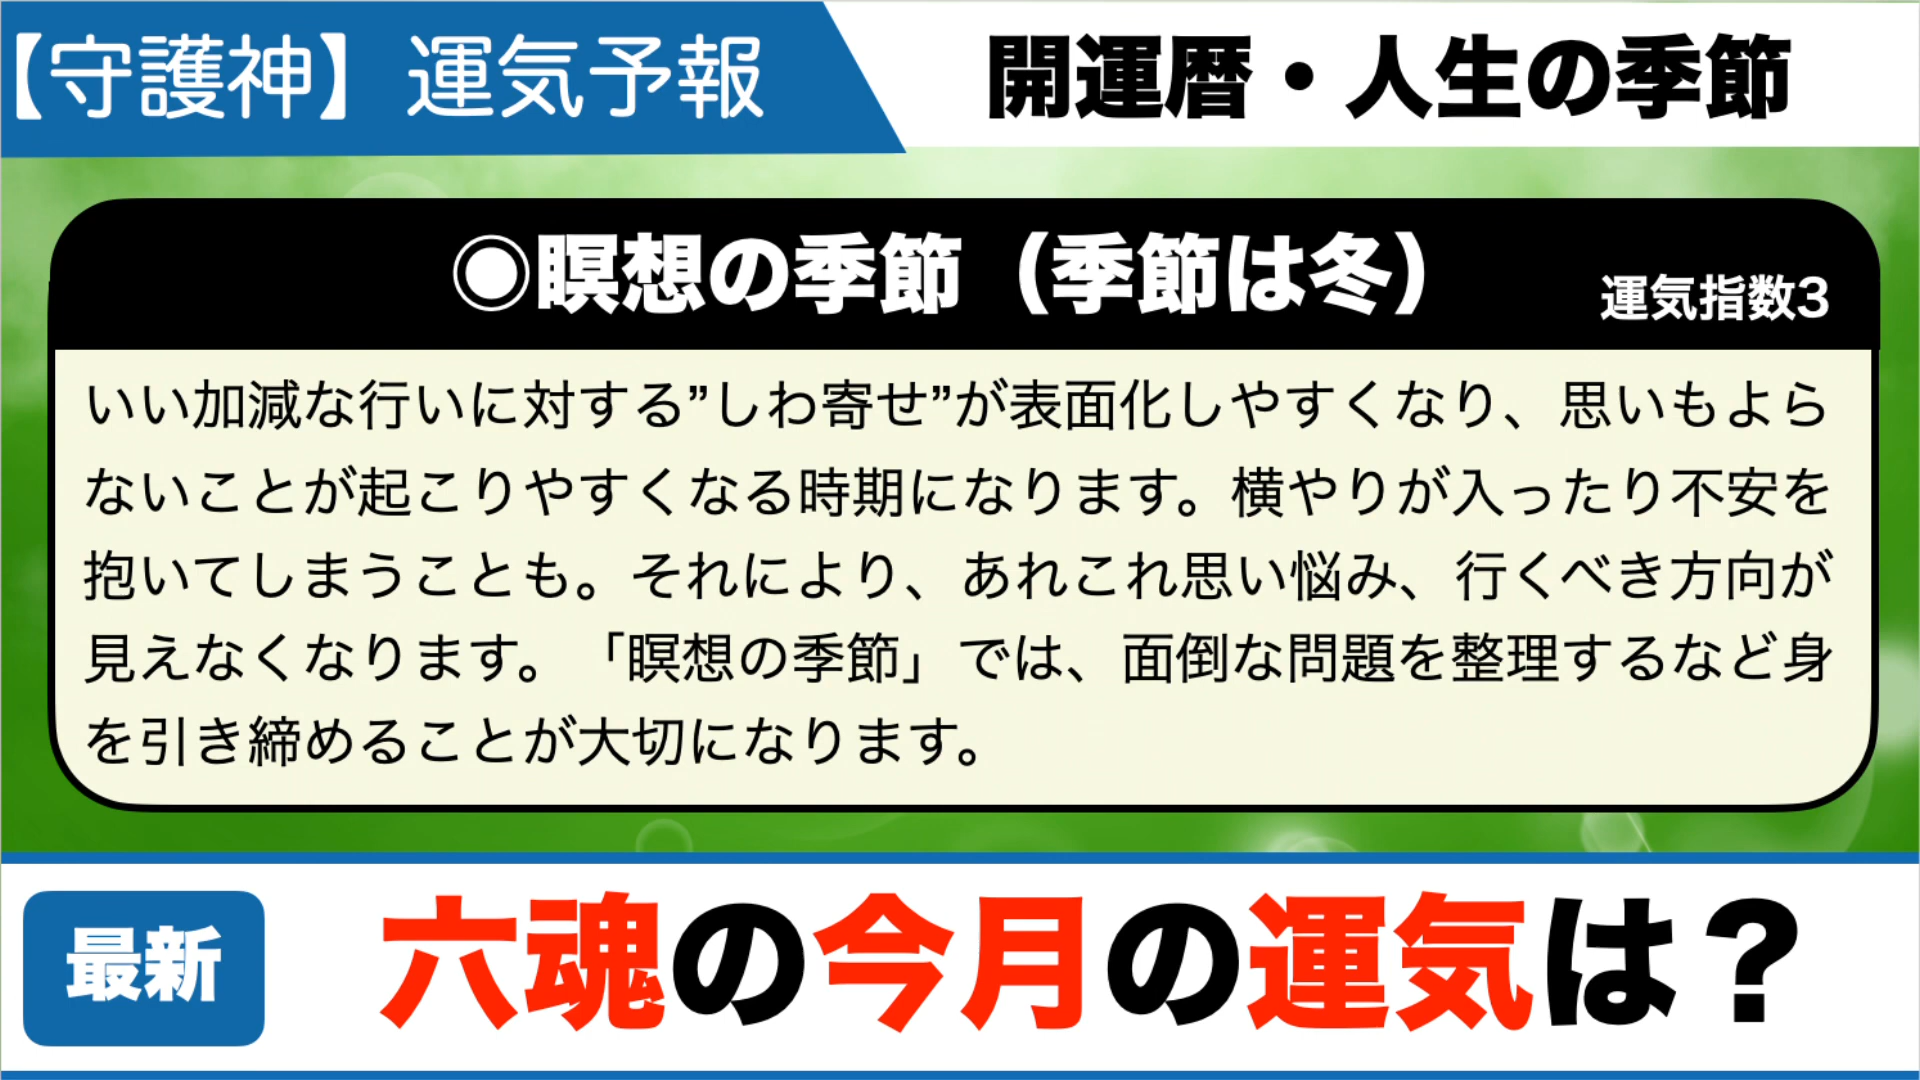 【守護神】運気予報
開運暦・人生の季節
◉瞑想の季節（季節は冬）
運気指数3
いい加減な行いに対する”しわ寄せ”が表面化しやすくなり、思いもよら
ないことが起こりやすくなる時期になります。横やりが入ったり不安を
抱いてしまうことも。それにより、あれこれ思い悩み、行くべき方向が
見えなくなります。「瞑想の季節」では、面倒な問題を整理するなど身
を引き締めることが大切になります。
最新
六魂の今月の運気は？